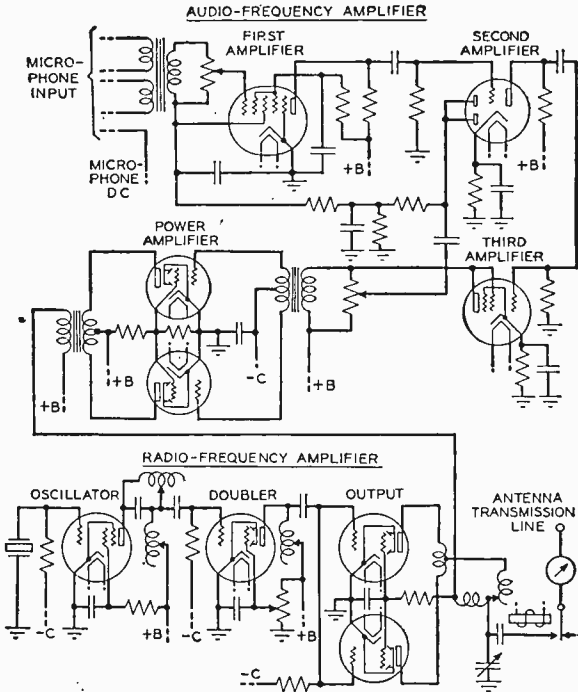 AUDIO-FREQUENCY AMPLIFIER
FIRST
AMPLIFIER
SECOND
AMPLIFIER
MICRO-
PHONE
INPUT
MICRO-
PHONE
DC
+B
+B
POWER
AMPLIFIER
THIRD
AMPLIFIER
+B
+B
-C
+B
RADIO-FREQUENCY AMPLIFIER
OSCILLATOR
DOUBLER
OUTPUT
ANTENNA
TRANSMISSION
LINE
-C
+B
-C
+B
-C